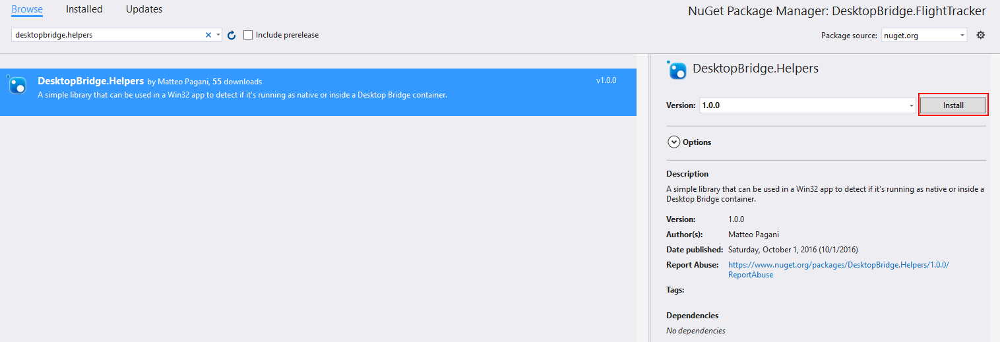 Browse Installed Updates
NuGet Package Manager: DesktopBridge.FlightTracker
desktopbridge.helpers
Include prerelease
Package source: nuget.org
DesktopBridge.Helpers by Matteo Pagani, 55 downloads
v1.0.0
A simple library that can be used in a Win32 app to detect if it's running as native or inside a Desktop Bridge container.
DesktopBridge.Helpers
Version: 1.0.0
Install
Options
Description
A simple library that can be used in a Win32 app to detect if it's running as native or inside a
Desktop Bridge container.
Version: 1.0.0
Author(s): Matteo Pagani
Date published: Saturday, October 1, 2016 (10/1/2016)
Report Abuse: https://www.nuget.org/packages/DesktopBridge.Helpers/1.0.0/
ReportAbuse
Tags:
Dependencies
No dependencies